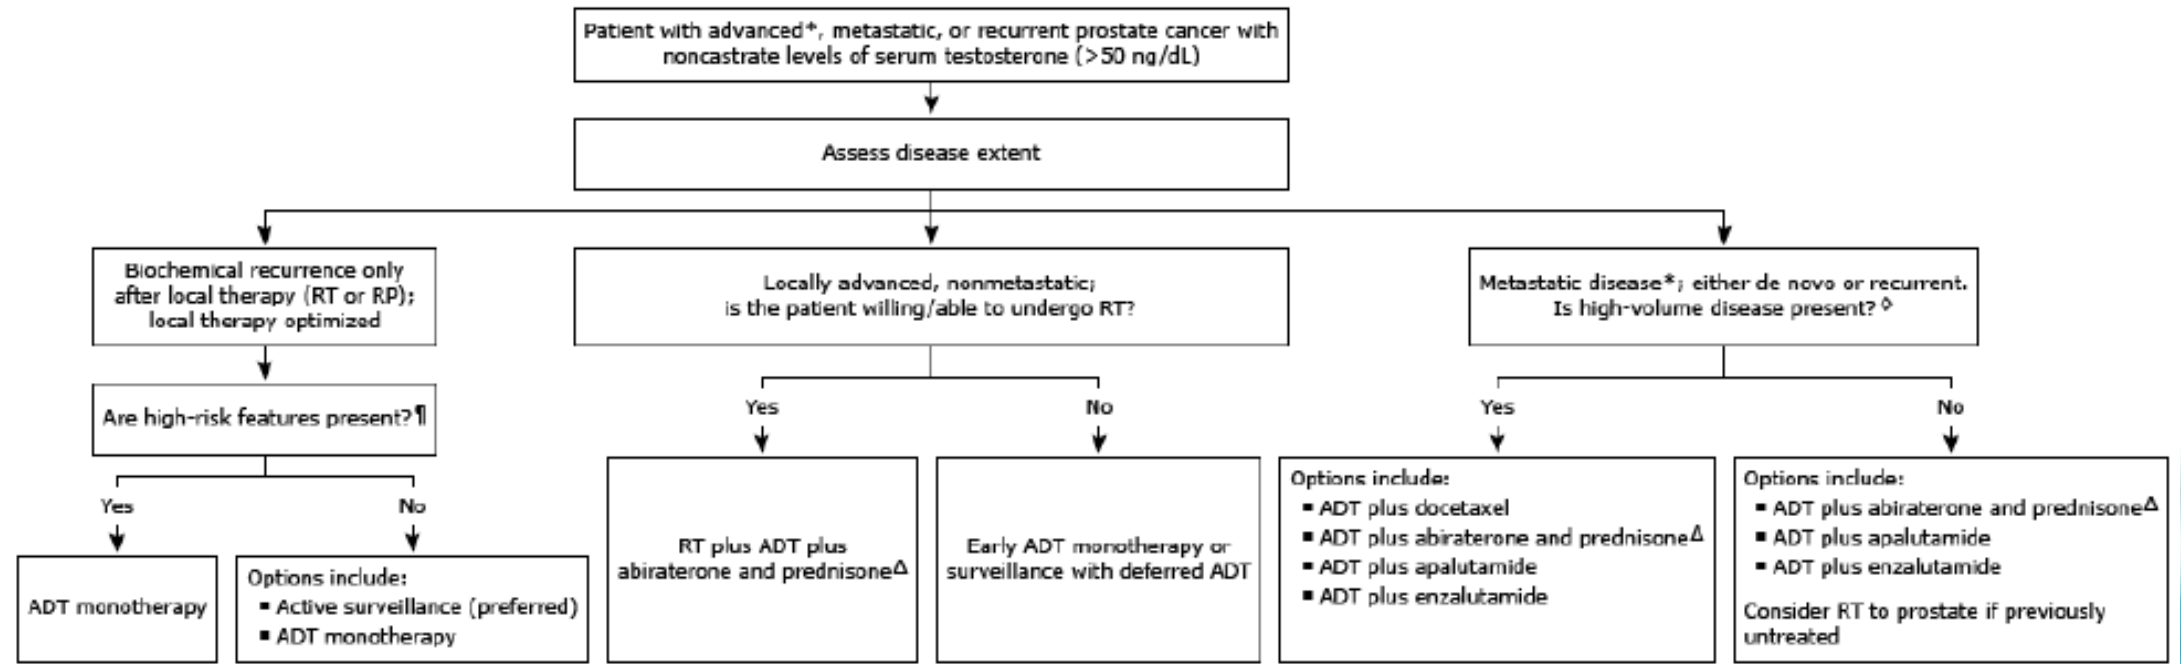 Patient with advanced*, metastatic, or recurrent prostate cancer with
noncastrate levels of serum testosterone (>50 ng/dL)
Assess disease extent
Biochemical recurrence only
after local therapy (RT or RP);
local therapy optimized
Locally advanced, nonmetastatic;
is the patient willing/able to undergo RT?
Metastatic disease*; either de novo or recurrent.
Is high-volume disease present?◊
Are high-risk features present?¶
Yes
No
Yes
No
Yes
No
ADT monotherapy
Options include:
▪ Active surveillance (preferred)
▪ ADT monotherapy
RT plus ADT plus
abiraterone and prednisoneΔ
Early ADT monotherapy or
surveillance with deferred ADT
Options include:
▪ ADT plus docetaxel
▪ ADT plus abiraterone and prednisoneΔ
▪ ADT plus apalutamide
▪ ADT plus enzalutamide
Options include:
▪ ADT plus abiraterone and prednisoneΔ
▪ ADT plus apalutamide
▪ ADT plus enzalutamide
Consider RT to prostate if previously
untreated